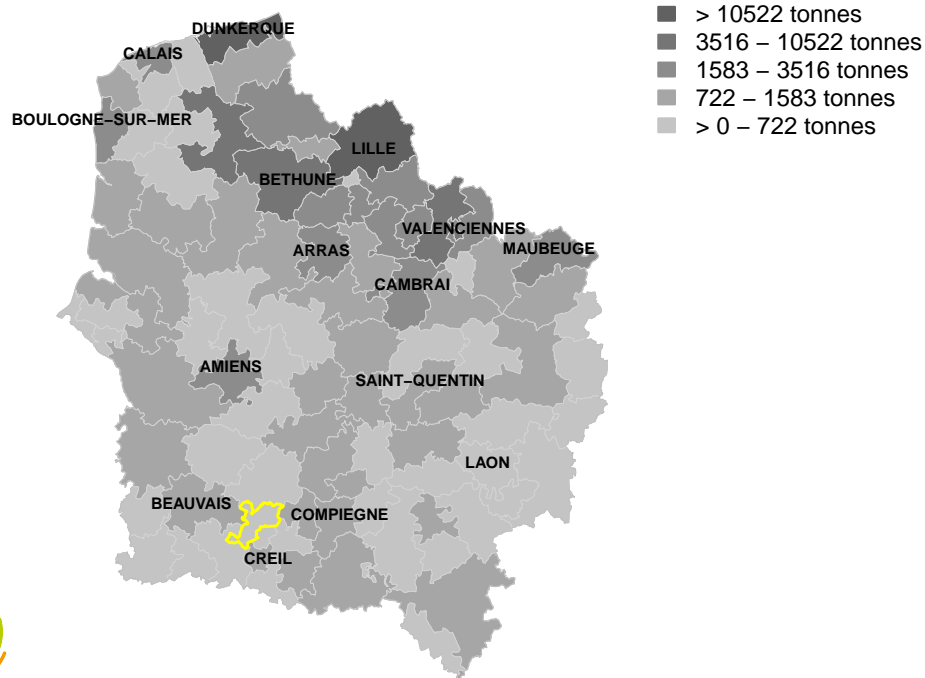 > 10522 tonnes
3516 – 10522 tonnes
1583 – 3516 tonnes
722 – 1583 tonnes
> 0 – 722 tonnes
DUNKERQUE
CALAIS
BOULOGNE–SUR–MER
LILLE
BETHUNE
VALENCIENNES
ARRAS
MAUBEUGE
CAMBRAI
AMIENS
SAINT–QUENTIN
LAON
BEAUVAIS
COMPIEGNE
CREIL